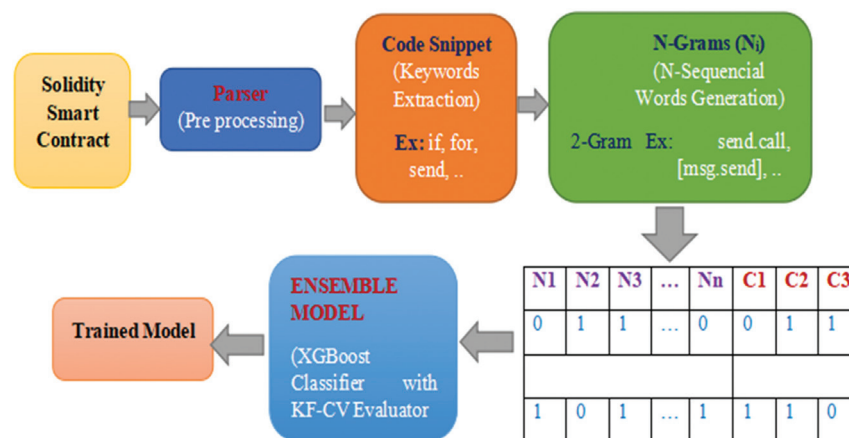 Solidity
Smart
Contract
Parser
(Pre processing)
Code Snippet
(Keywords
Extraction)
Ex: if, for,
send, ..
N-Grams (Ni)
(N-Sequencial
Words Generation)
2-Gram Ex: send.call,
[msg.send], ..
N1 N2 N3 ... Nn C1 C2 C3
0 1 1 ... 0 0 1 1
1 0 1 ... 1 1 1 0
ENSEMBLE
MODEL
(XGBoost
Classifier with
KF-CV Evaluator
Trained Model